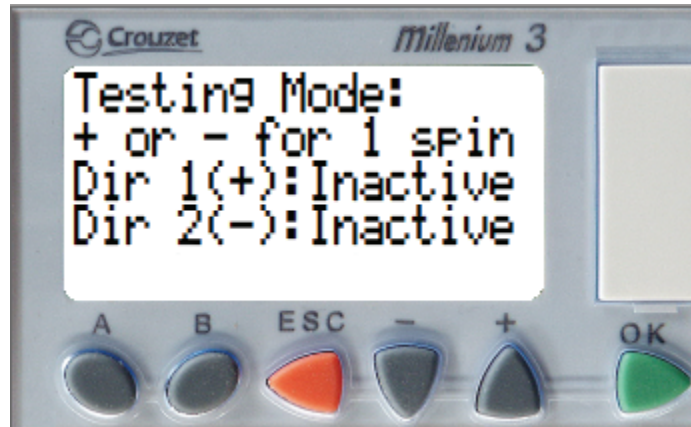 Crouzet Millenium 3
Testing Mode:
+ or - for 1 spin
Dir 1(+):Inactive
Dir 2(-):Inactive
A B ESC - + OK